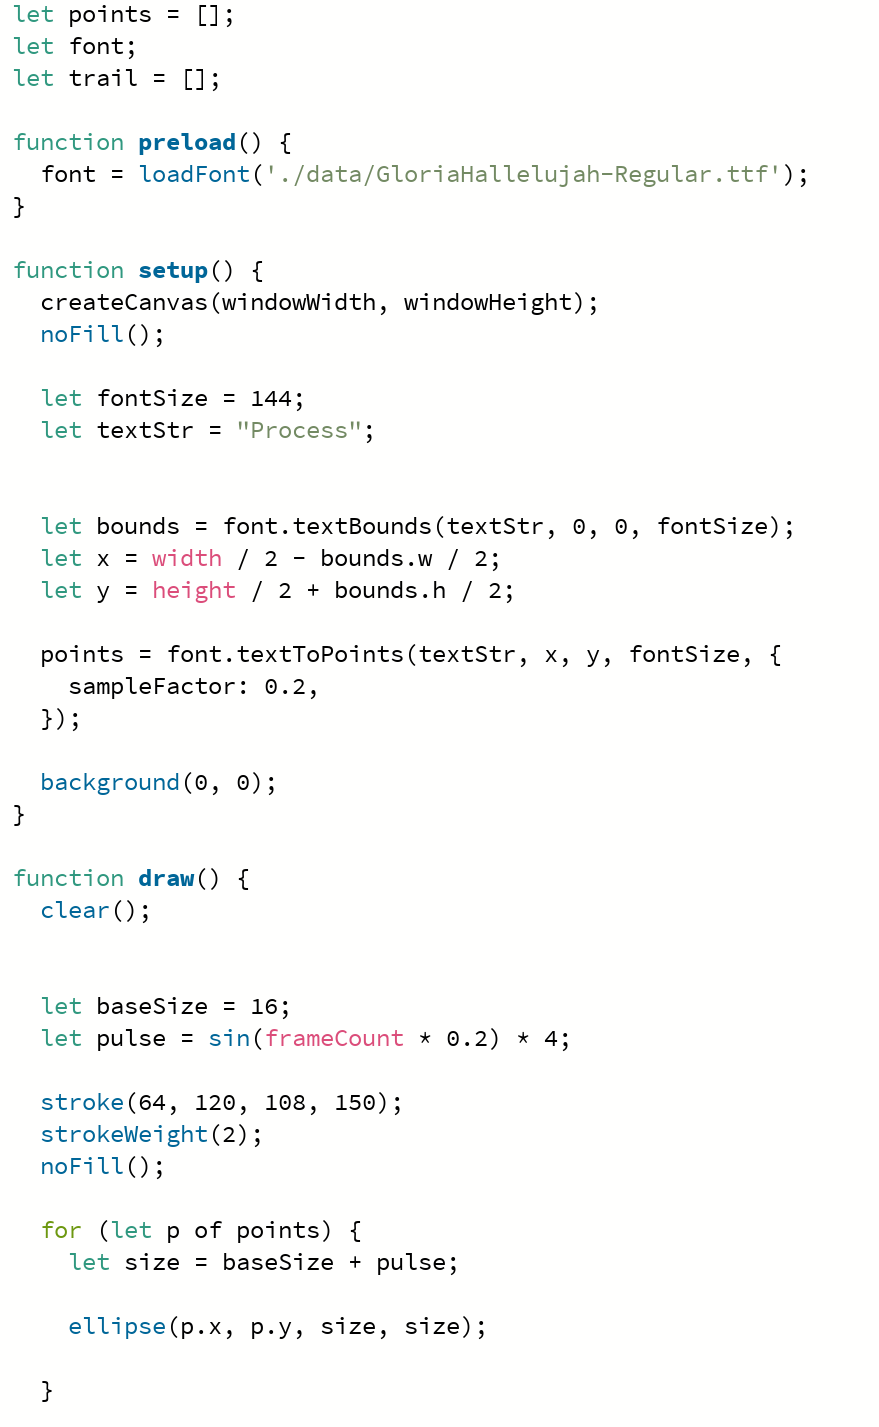 let points = [];
let font;
let trail = [];
function preload() {
  font = loadFont('./data/GloriaHallelujah-Regular.ttf');
}
function setup() {
  createCanvas(windowWidth, windowHeight);
  noFill();
  let fontSize = 144;
  let textStr = "Process";
  let bounds = font.textBounds(textStr, 0, 0, fontSize);
  let x = width / 2 - bounds.w / 2;
  let y = height / 2 + bounds.h / 2;
  points = font.textToPoints(textStr, x, y, fontSize, {
    sampleFactor: 0.2,
  });
  background(0, 0);
}
function draw() {
  clear();
  let baseSize = 16;
  let pulse = sin(frameCount * 0.2) * 4;
  stroke(64, 120, 108, 150);
  strokeWeight(2);
  noFill();
  for (let p of points) {
    let size = baseSize + pulse;
    ellipse(p.x, p.y, size, size);
  }